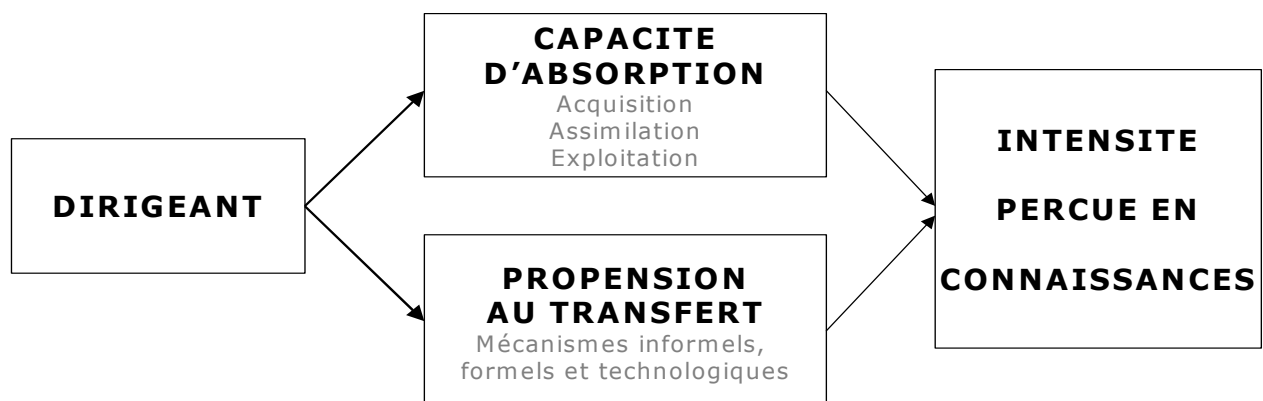 DIRIGEANT
CAPACITE
D’ABSORPTION
Acquisition
Assimilation
Exploitation
PROPENSION
AU TRANSFERT
Mécanismes informels,
formels et technologiques
INTENSITE
PERCUE EN
CONNAISSANCES